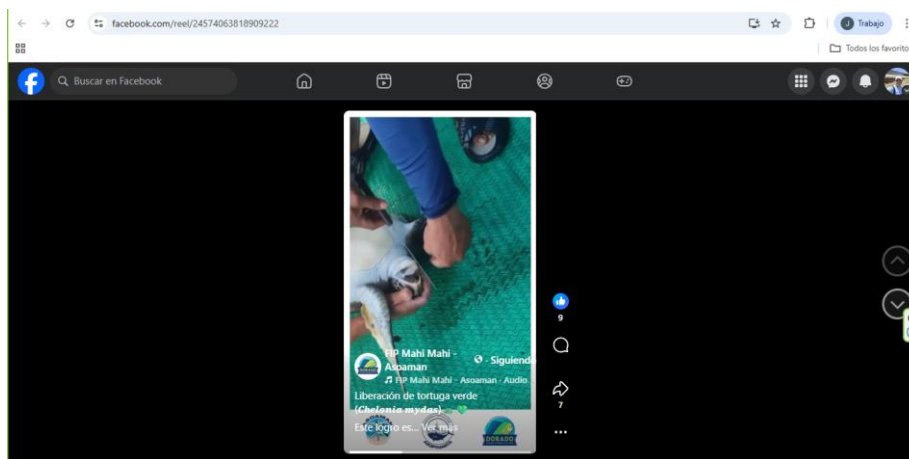 facebook.com/reel/24574063818909222
J Trabajo
Todos los favorito
Buscar en Facebook
FIP Mahi Mahi -
Asoaman
· Siguiendo
FIP Mahi Mahi - Asoaman · Audio
Liberación de tortuga verde
(Chelonia mydas).
Este logro es... Ver más
DORADO
9
7